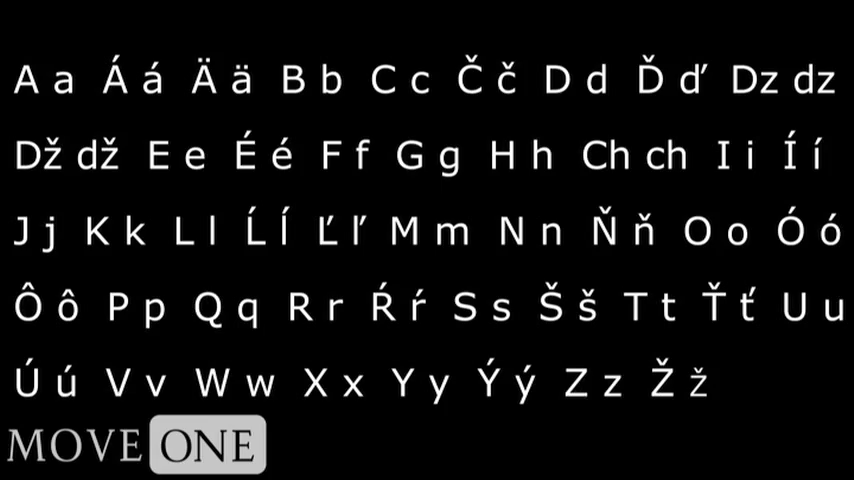 A a Á á Ä ä B b C c Č č D d Ď ď Dz dz
Dž dž E e É é F f G g H h Ch ch I i Í í
J j K k L l Ĺ ĺ Ľ ľ M m N n Ň ň O o Ó ó
Ô ô P p Q q R r Ŕ ŕ S s Š š T t Ť ť U u
Ú ú V v W w X x Y y Ý ý Z z Ž ž
MOVE ONE